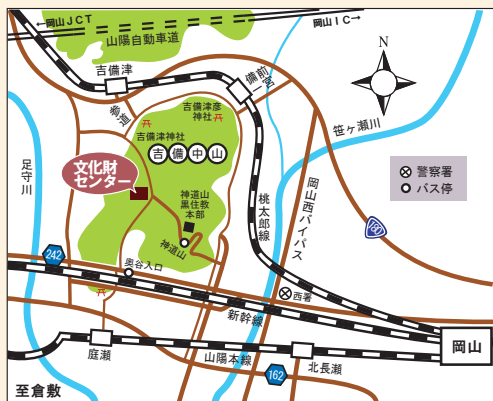 ←岡山JCT
岡山IC→
山陽自動車道
吉備津
備前
一宮
N
参道
吉備津彦
神社
笹ヶ瀬川
足守川
吉備津神社
吉備中山
文化財
センター
警察署
バス停
神道山
黒住教
本部
神道山
桃太郎線
岡山西バイパス
180
242
奥谷入口
西署
新幹線
岡山
庭瀬
山陽本線
北長瀬
162
至倉敷